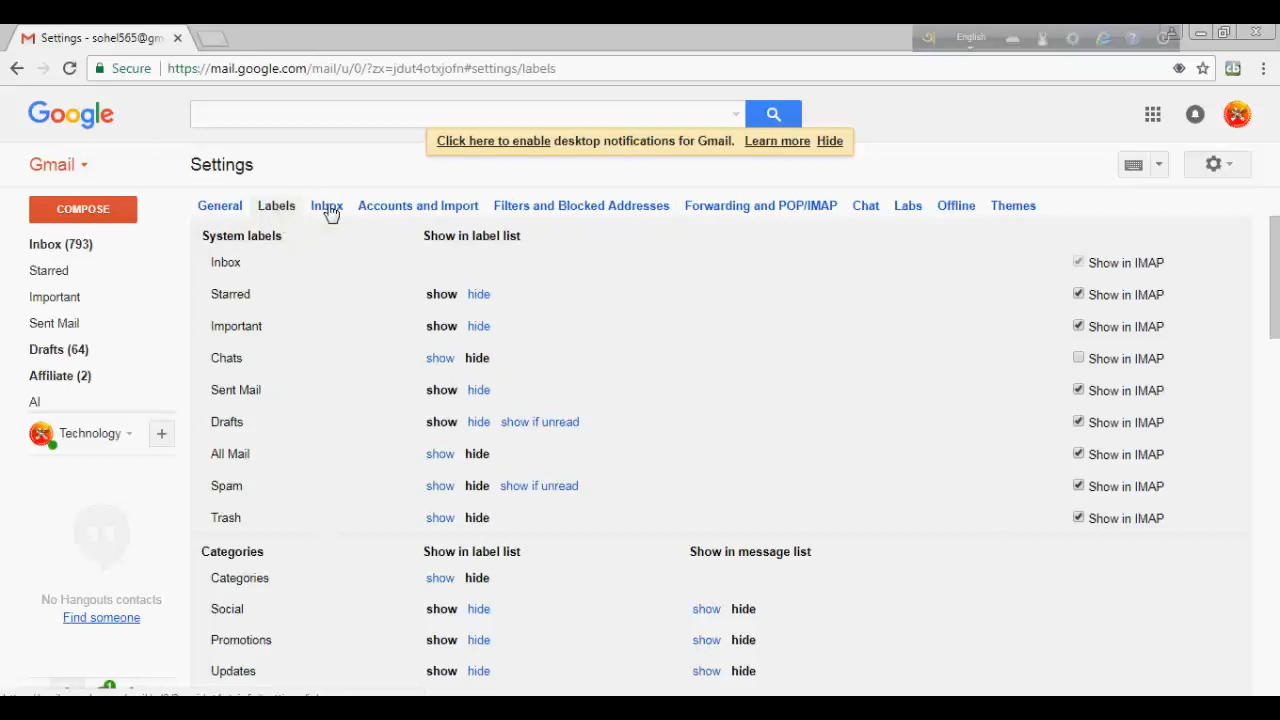 Settings - sohel565@gm
English
Secure https://mail.google.com/mail/u/0/?zx=jdut4otxjofn#settings/labels
Google
Click here to enable desktop notifications for Gmail. Learn more Hide
Gmail
Settings
COMPOSE
General Labels Inbox Accounts and Import Filters and Blocked Addresses Forwarding and POP/IMAP Chat Labs Offline Themes
Inbox (793)
Starred
Important
Sent Mail
Drafts (64)
Affiliate (2)
AI
Technology
No Hangouts contacts
Find someone
System labels Show in label list
Inbox Show in IMAP
Starred show hide Show in IMAP
Important show hide Show in IMAP
Chats show hide Show in IMAP
Sent Mail show hide Show in IMAP
Drafts show hide show if unread Show in IMAP
All Mail show hide Show in IMAP
Spam show hide show if unread Show in IMAP
Trash show hide Show in IMAP
Categories Show in label list Show in message list
Categories show hide
Social show hide show hide
Promotions show hide show hide
Updates show hide show hide